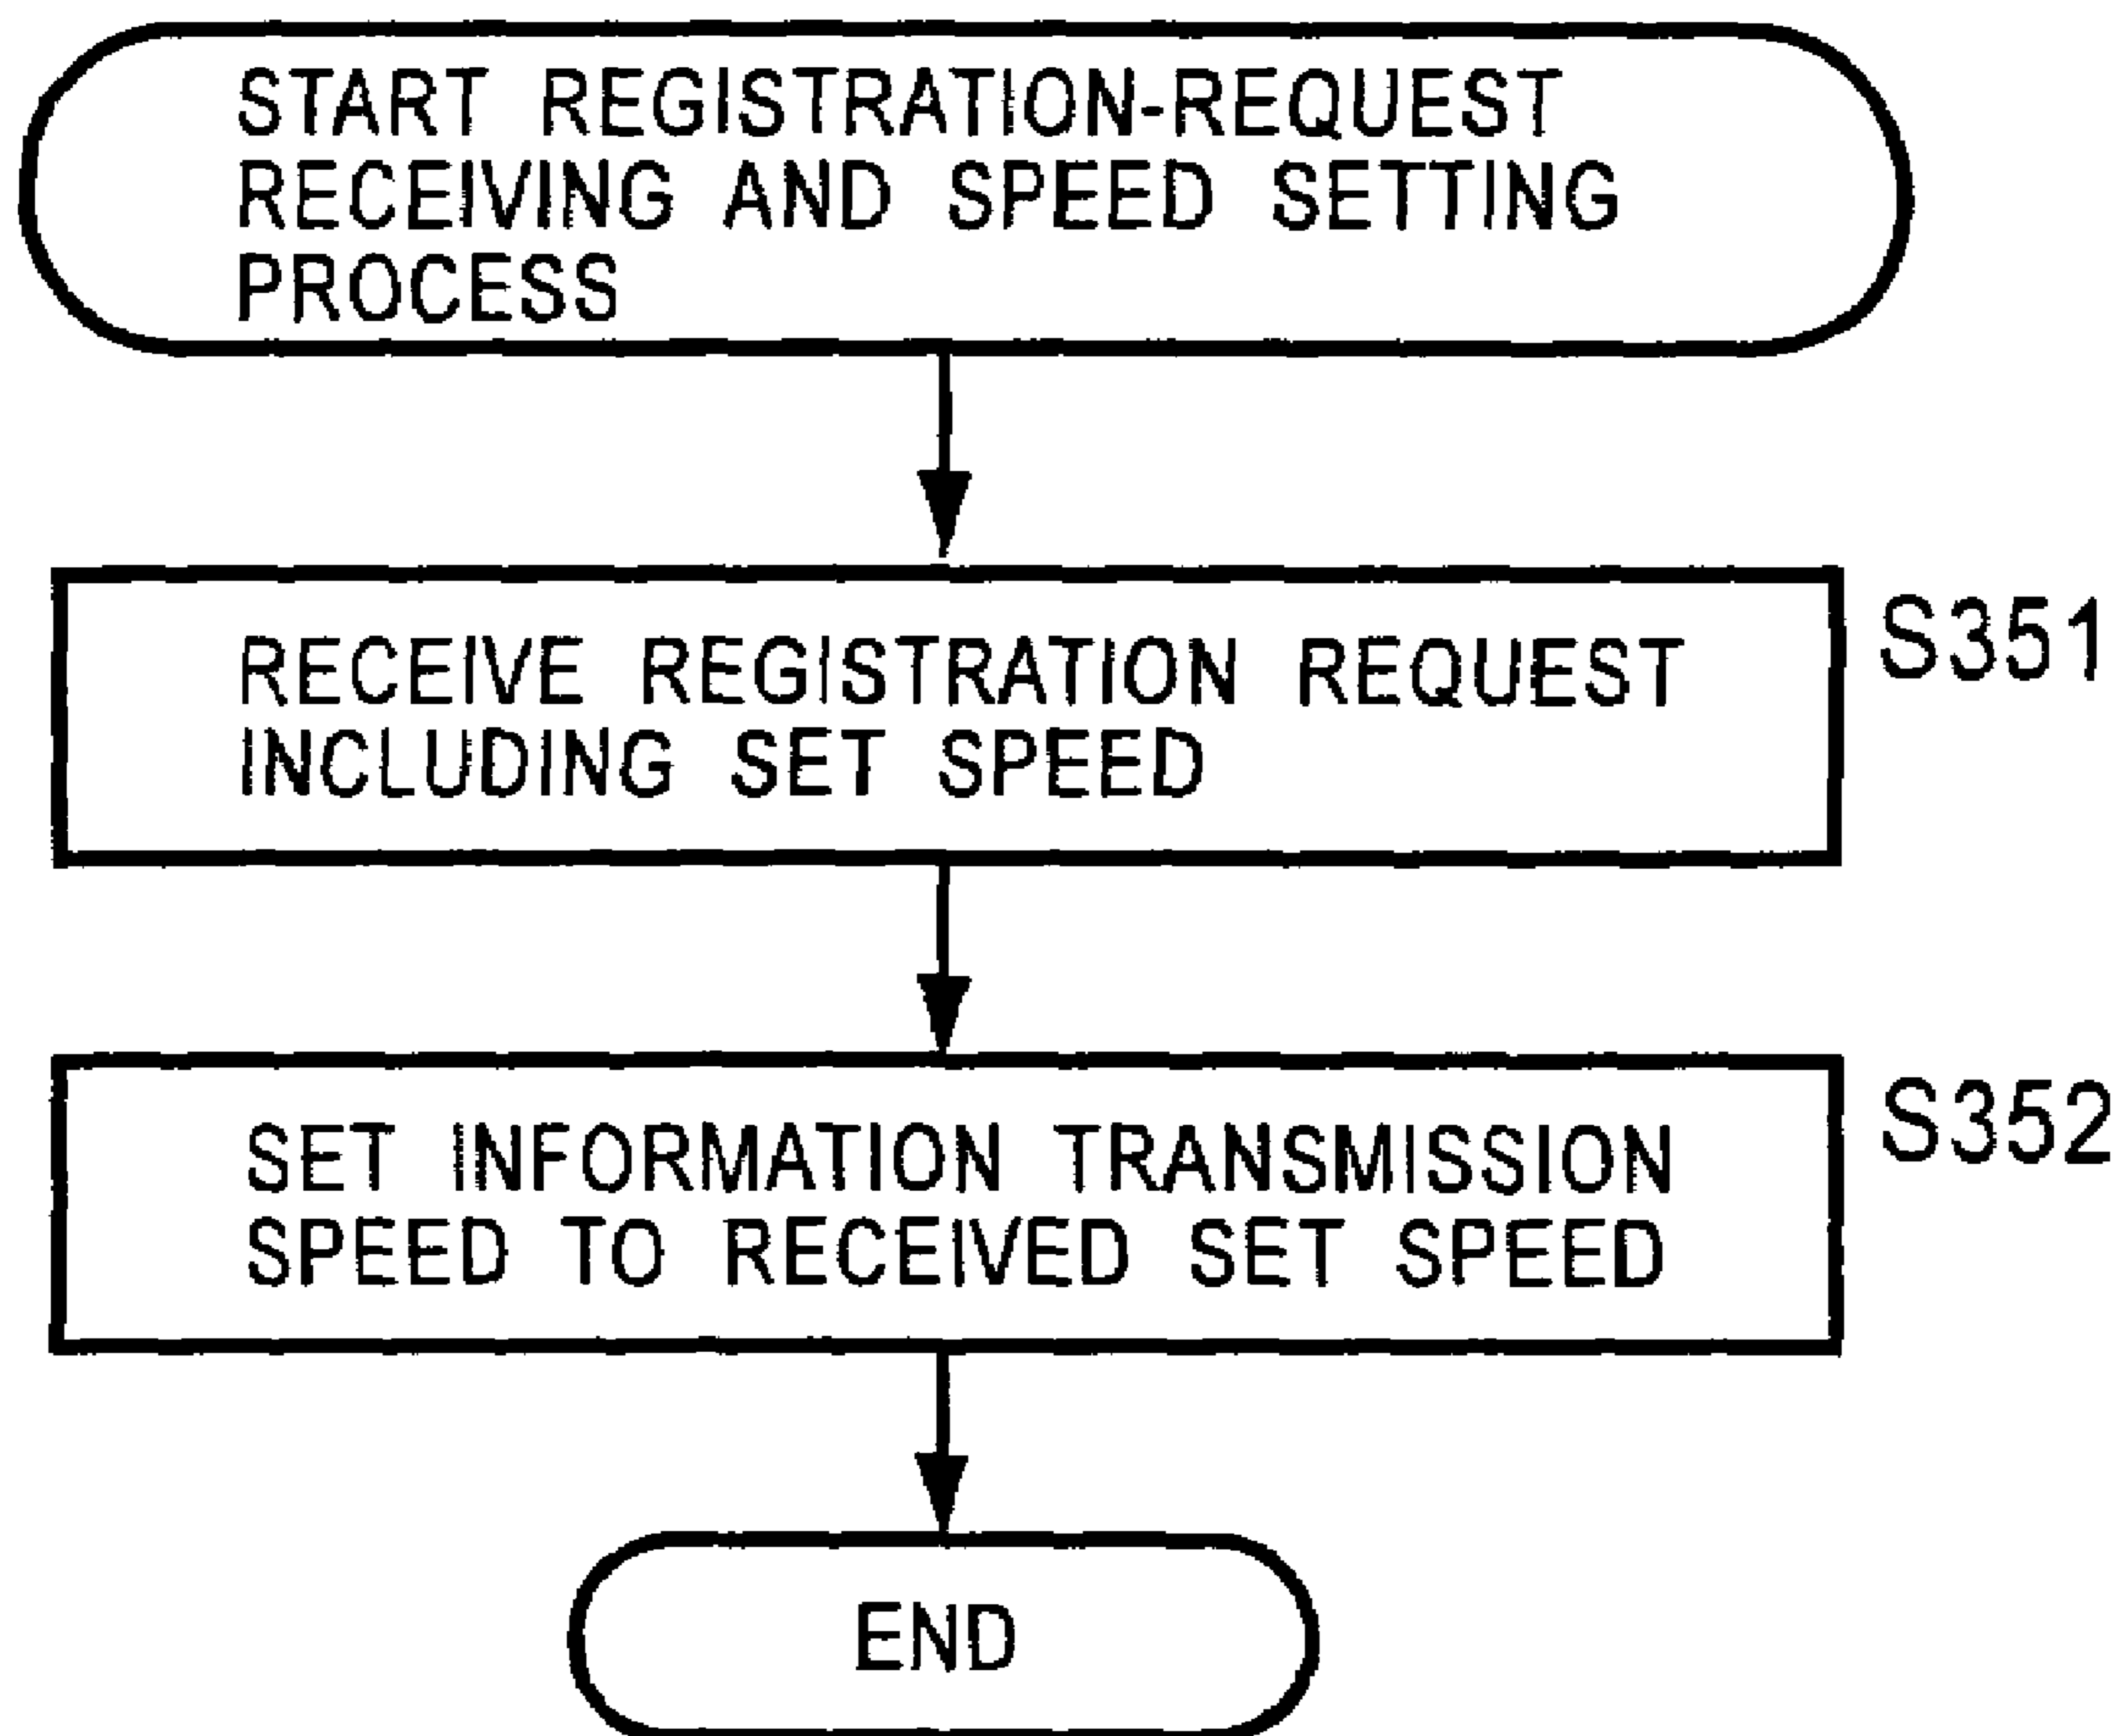 START REGISTRATION-REQUEST
RECEIVING AND SPEED SETTING
PROCESS
RECEIVE REGISTRATION REQUEST
INCLUDING SET SPEED
S351
SET INFORMATION TRANSMISSION
SPEED TO RECEIVED SET SPEED
S352
END